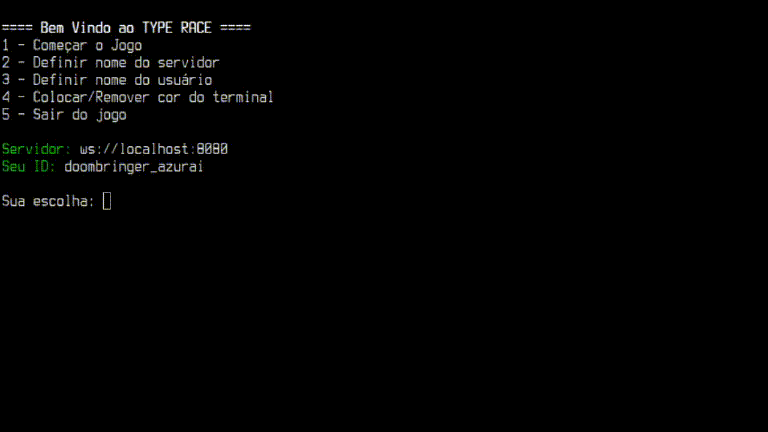 ==== Bem Vindo ao TYPE RACE ====
1 - Começar o Jogo
2 - Definir nome do servidor
3 - Definir nome do usuário
4 - Colocar/Remover cor do terminal
5 - Sair do jogo
Servidor: ws://localhost:8080
Seu ID: doombringer_azurai
Sua escolha: